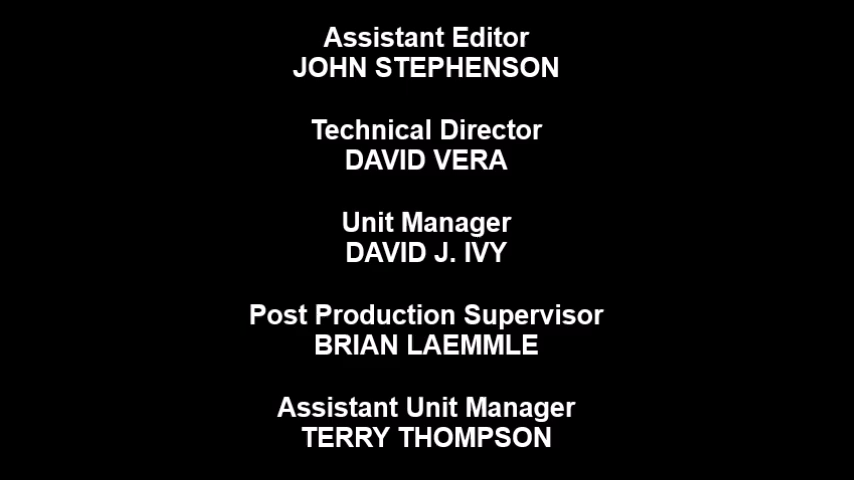 Assistant Editor
JOHN STEPHENSON
Technical Director
DAVID VERA
Unit Manager
DAVID J. IVY
Post Production Supervisor
BRIAN LAEMMLE
Assistant Unit Manager
TERRY THOMPSON